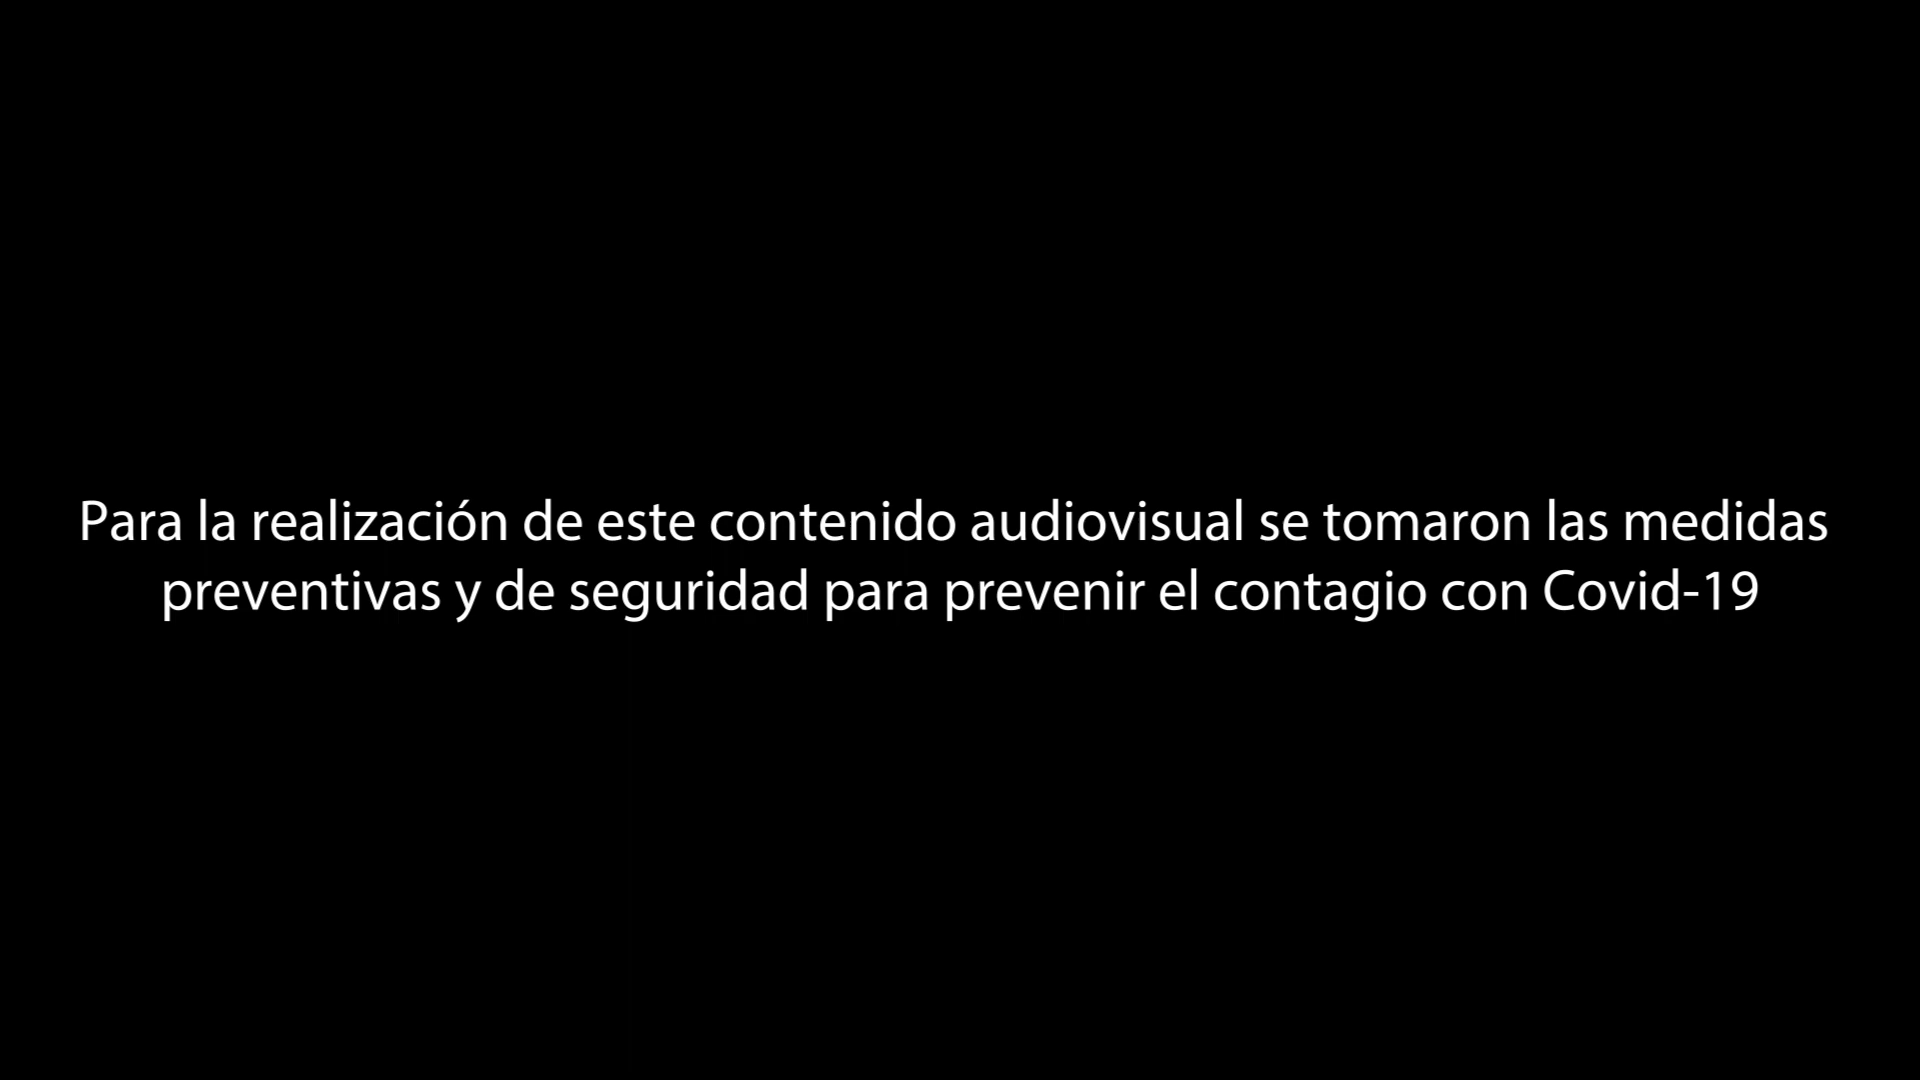 Para la realización de este contenido audiovisual se tomaron las medidas
preventivas y de seguridad para prevenir el contagio con Covid-19